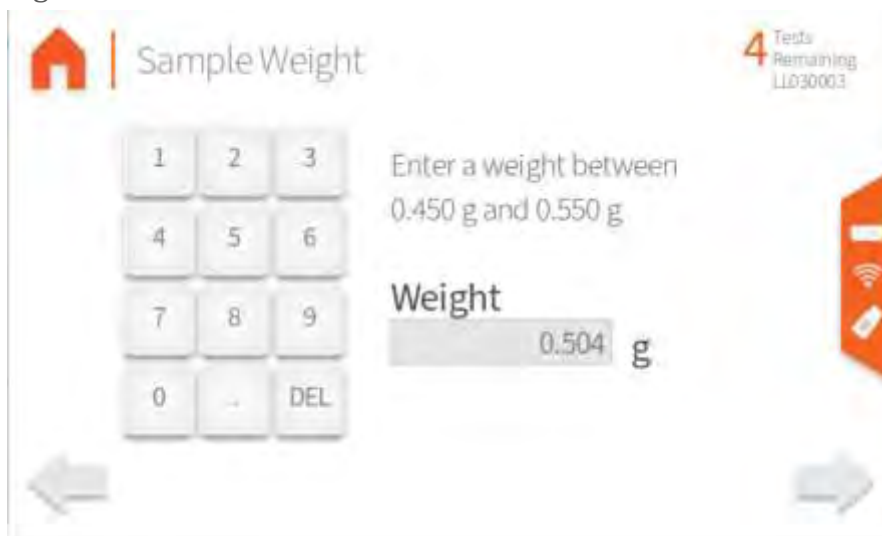 Sample Weight
4 Tests
Remaining
LL030003
1 2 3
4 5 6
7 8 9
0 . DEL
Enter a weight between
0.450 g and 0.550 g
Weight
0.504 g